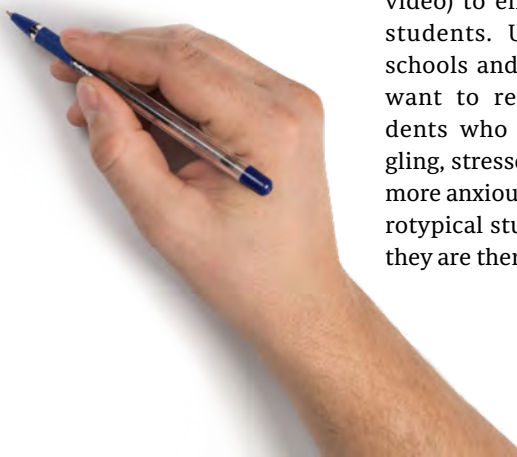 video) to en
students. U
schools and
want to re
dents who
gling, stresse
more anxiou
rotypical stu
they are ther